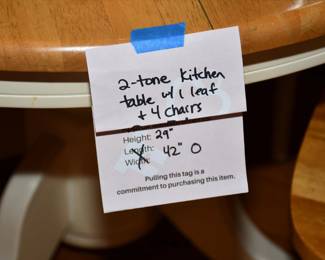 2-tone kitchen
table w/ 1 leaf
+ 4 chairs
Height: 29"
Length: 42" O
Width:
Pulling this tag is a
commitment to purchasing this item.